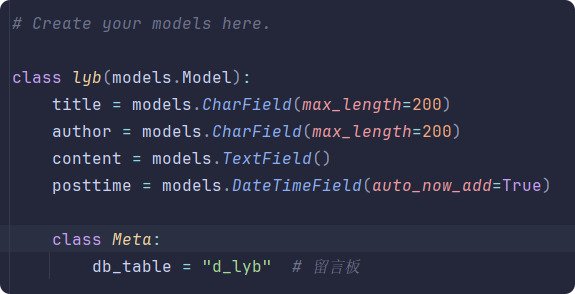 # Create your models here.
class lyb(models.Model):
title = models.CharField(max_length=200)
author = models.CharField(max_length=200)
content = models.TextField()
posttime = models.DateTimeField(auto_now_add=True)
class Meta:
db_table = "d_lyb"  # 留言板